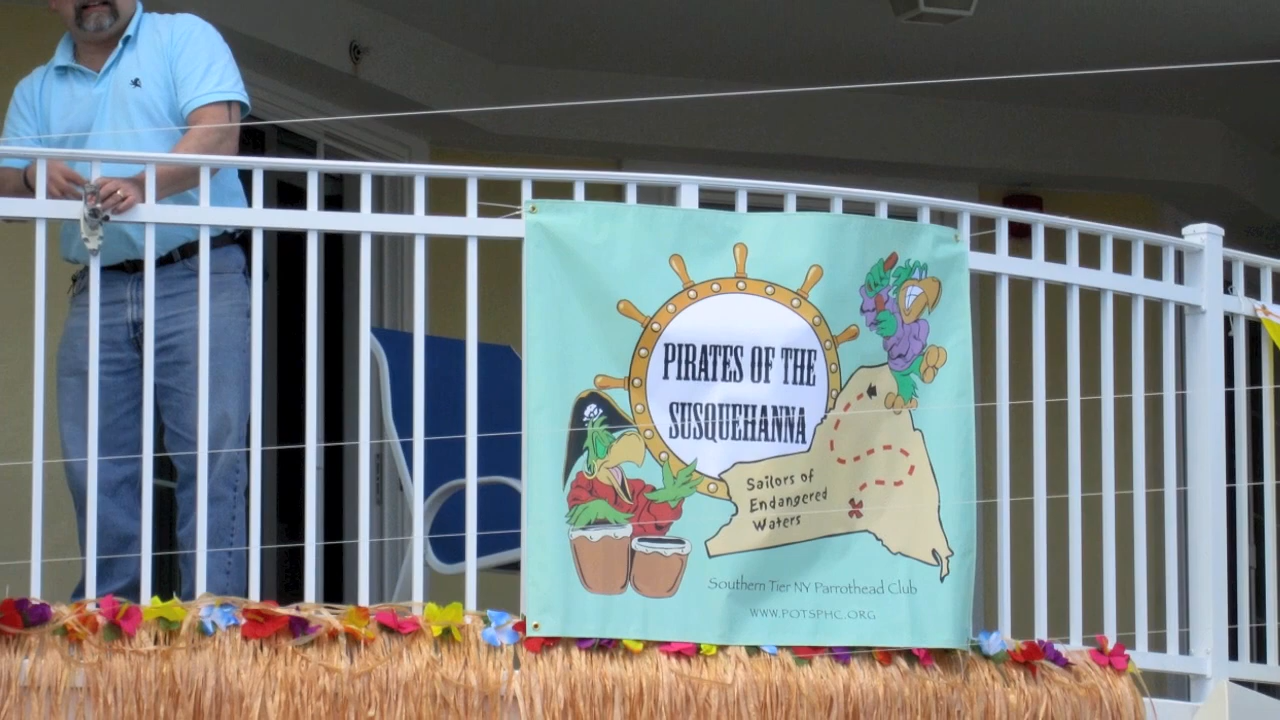 PIRATES OF THE
SUSQUEHANNA
Sailors of
Endangered
Waters
Southern Tier NY Parrothead Club
WWW.POTSPHC.ORG